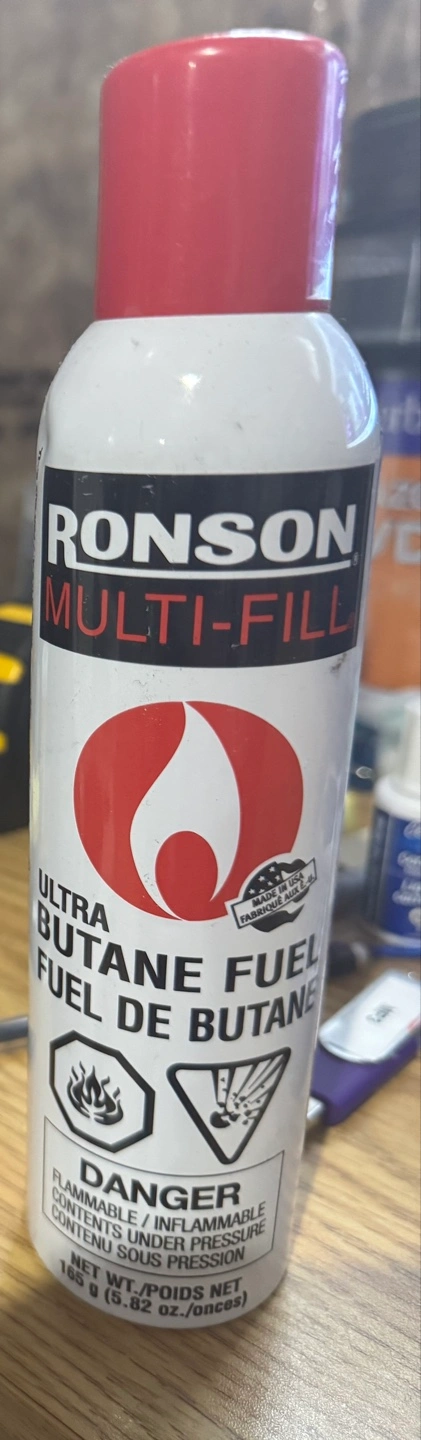 RONSON
MULTI-FILL
MADE IN USA
FABRIQUÉ AUX É.-U.
ULTRA
BUTANE FUEL
FUEL DE BUTANE
DANGER
FLAMMABLE / INFLAMMABLE
CONTENTS UNDER PRESSURE
CONTENU SOUS PRESSION
NET WT./POIDS NET
165 g (5.82 oz./onces)